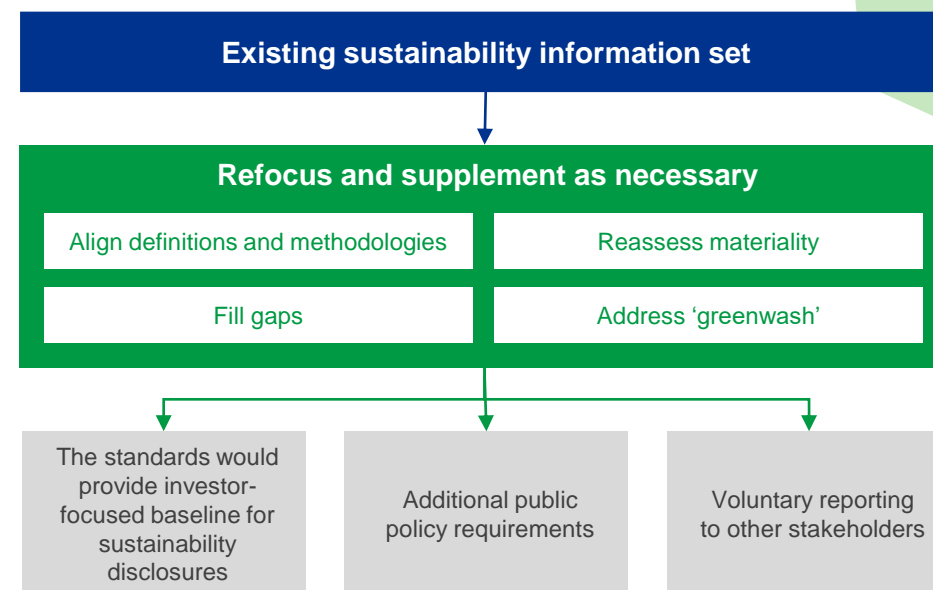 Existing sustainability information set
Refocus and supplement as necessary
Align definitions and methodologies
Reassess materiality
Fill gaps
Address ‘greenwash’
The standards would
provide investor-
focused baseline for
sustainability
disclosures
Additional public
policy requirements
Voluntary reporting
to other stakeholders